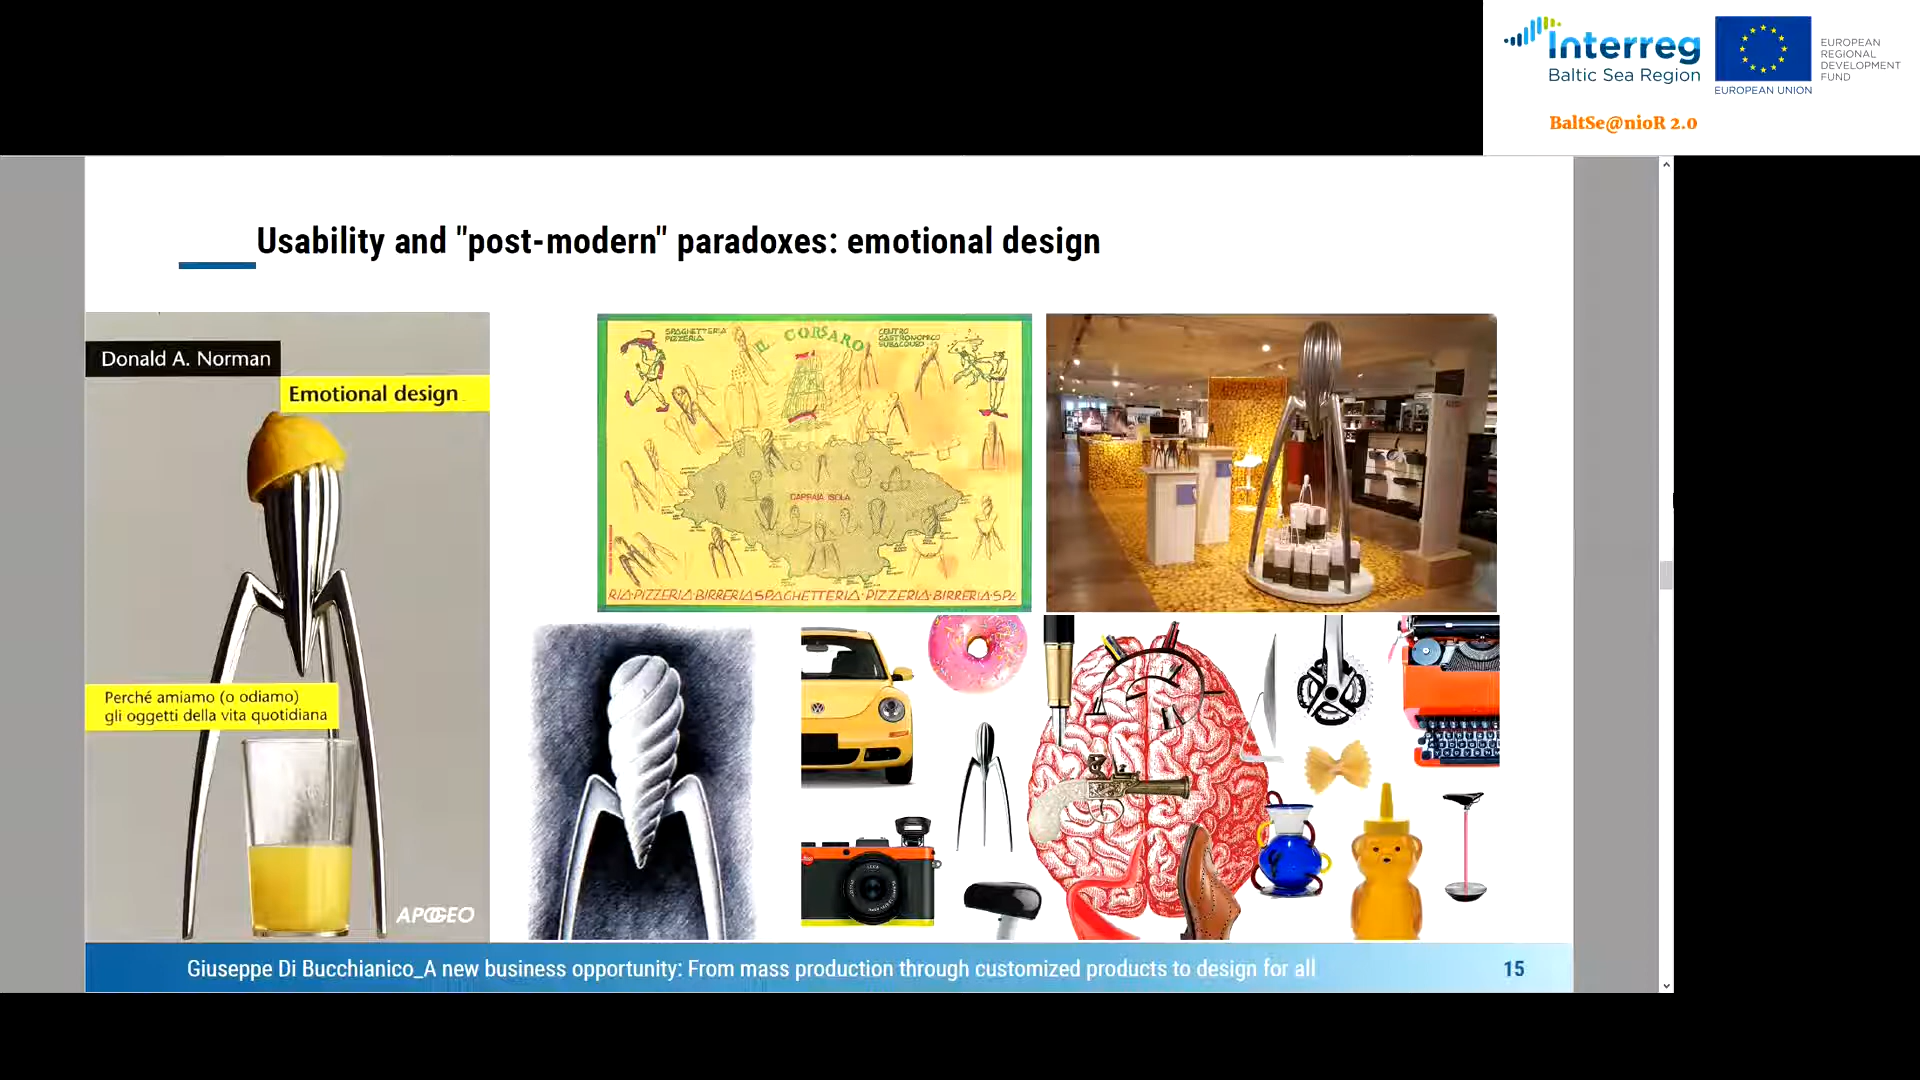 Interreg
Baltic Sea Region
EUROPEAN UNION
EUROPEAN
REGIONAL
DEVELOPMENT
FUND
BaltSe@nioR 2.0
Usability and "post-modern" paradoxes: emotional design
Donald A. Norman
Emotional design
Perché amiamo (o odiamo)
gli oggetti della vita quotidiana
APOGEO
SPAGHETTERIA
PIZZERIA
IL CORSARO
CENTRO
GASTRONOMICO
SUBACQUEO
CAPRAIA ISOLA
RIA·PIZZERIA·BIRRERIA SPAGHETTERIA·PIZZERIA·BIRRERIA·SPA
Giuseppe Di Bucchianico_A new business opportunity: From mass production through customized products to design for all
15